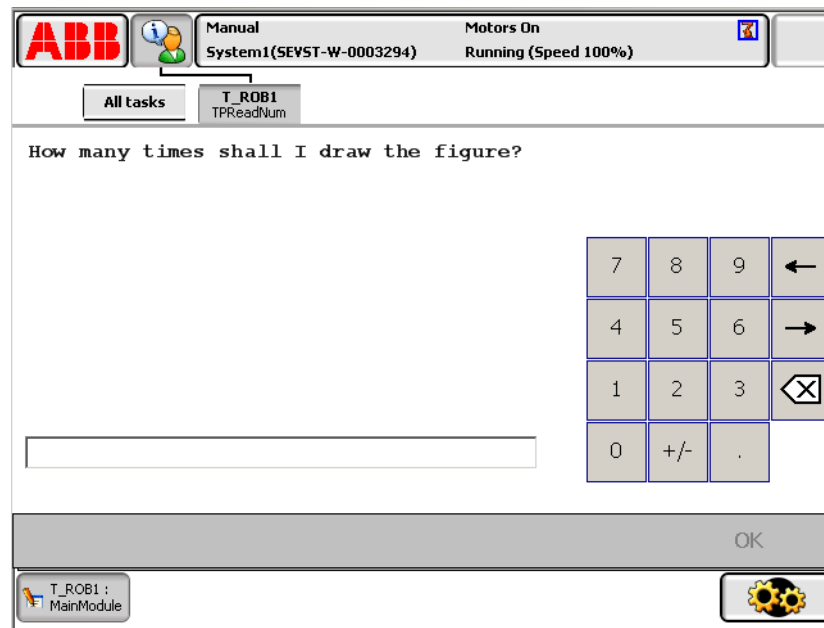 ABB
Manual
Motors On
System1(SEVST-W-0003294)
Running (Speed 100%)
All tasks
T_ROB1
TPReadNum
How many times shall I draw the figure?
7 8 9
4 5 6
1 2 3
0 +/- .
OK
T_ROB1 :
MainModule